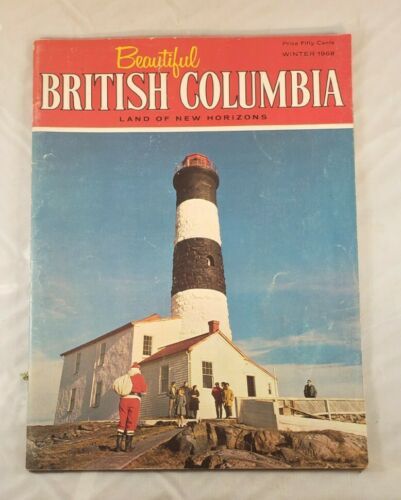 Price Fifty Cents
WINTER 1968
Beautiful
BRITISH COLUMBIA
LAND OF NEW HORIZONS